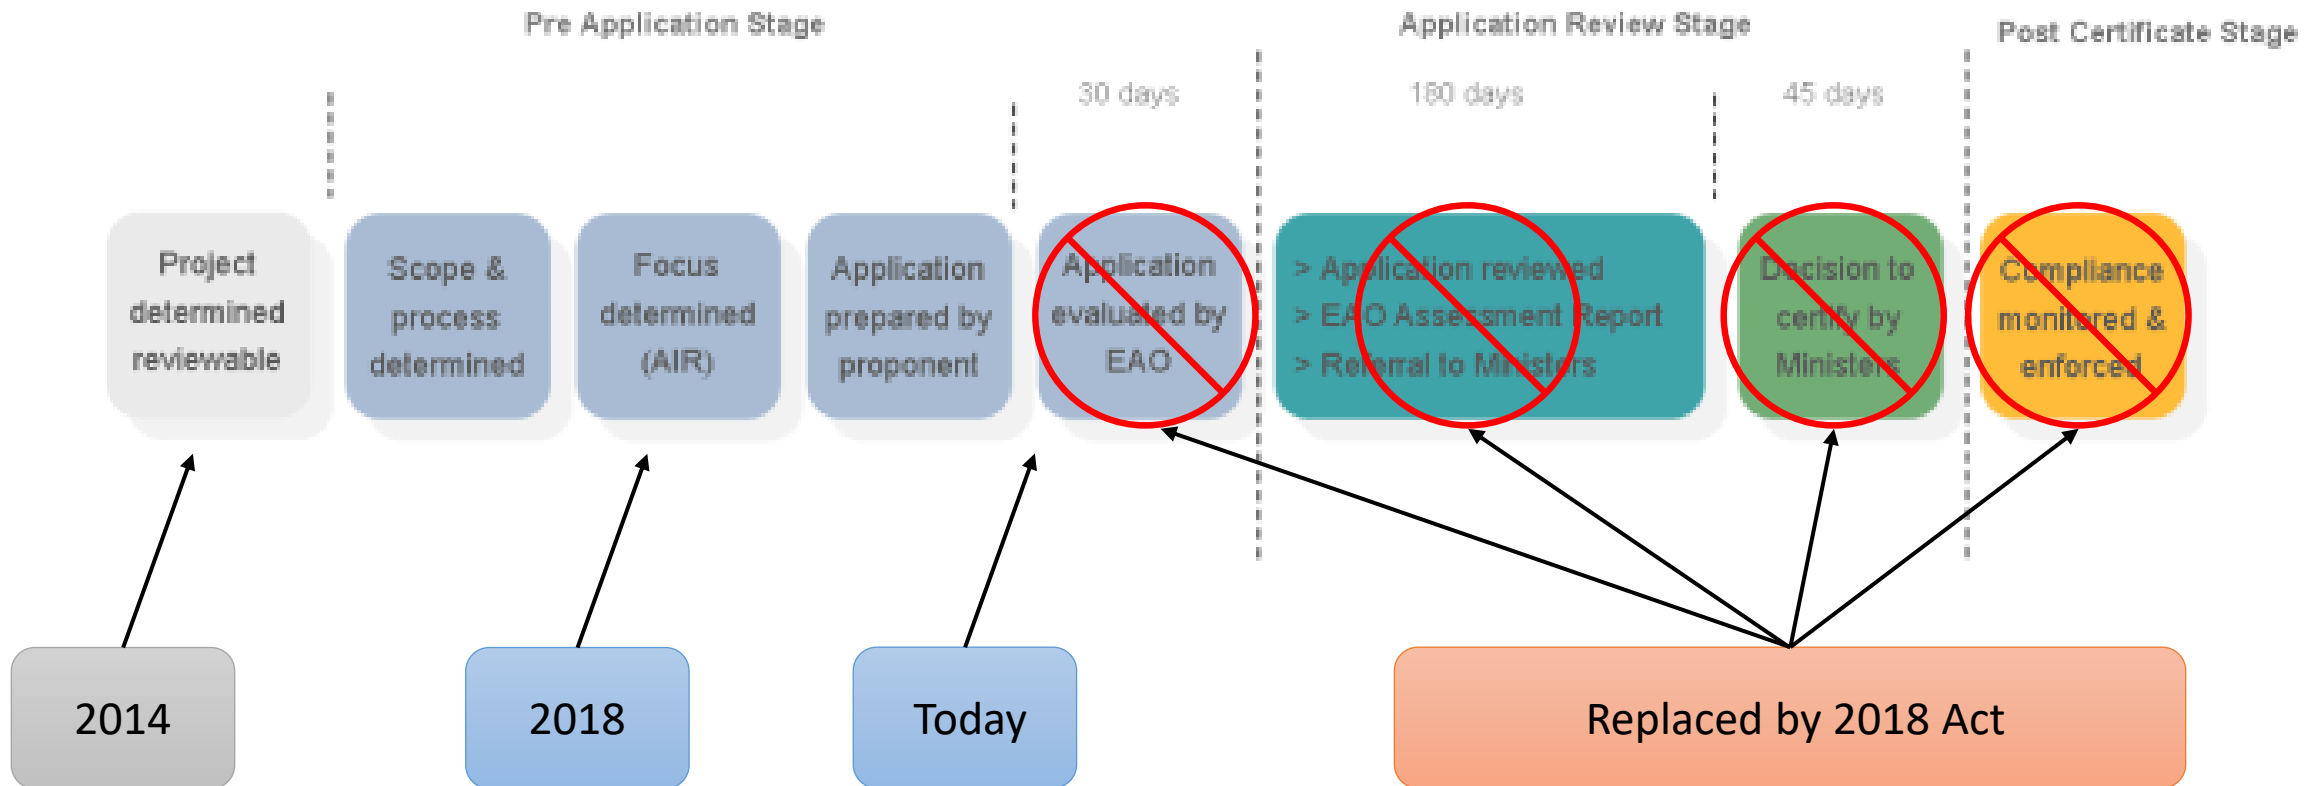 Pre Application Stage
Application Review Stage
Post Certificate Stage
30 days
180 days
45 days
Project
determined
reviewable
Scope &
process
determined
Focus
determined
(AIR)
Application
prepared by
proponent
Application
evaluated by
EAO
> Application reviewed
> EAO Assessment Report
> Referral to Ministers
Decision to
certify by
Ministers
Compliance
monitored &
enforced
2014
2018
Today
Replaced by 2018 Act